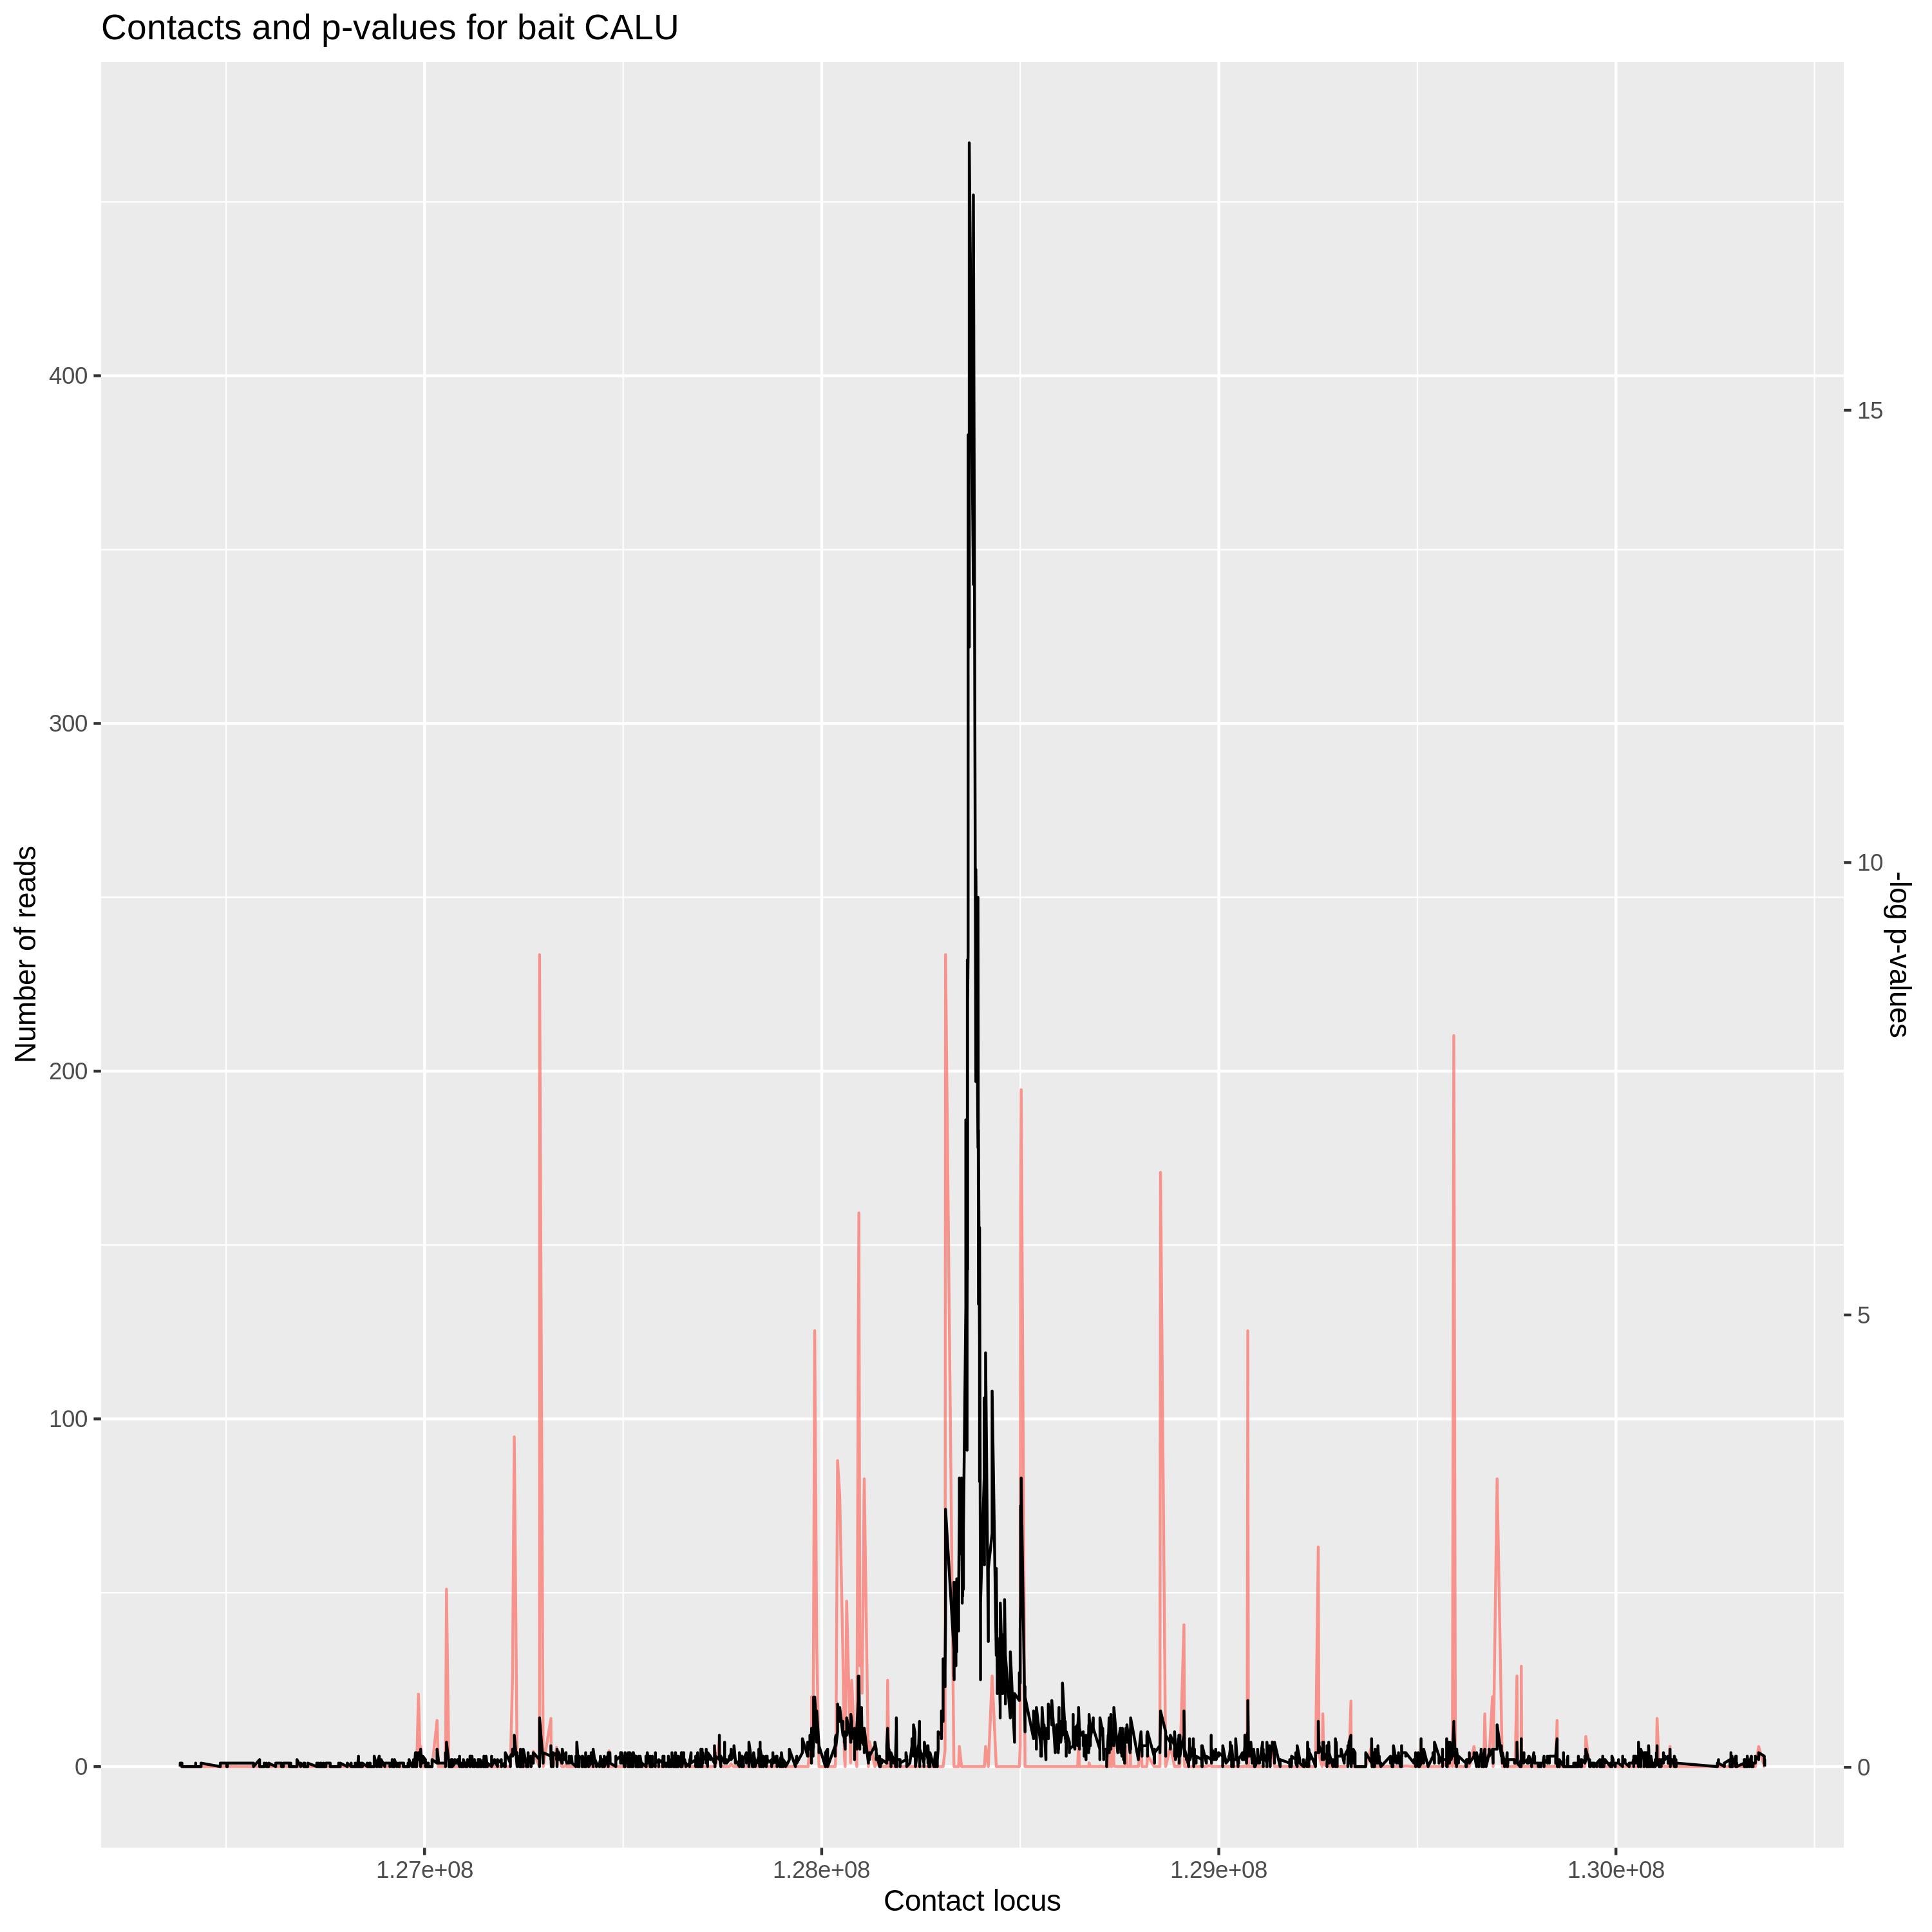 Contacts and p-values for bait CALU
400
300
200
100
0
Number of reads
15
10
5
0
-log p-values
1.27e+08
1.28e+08
1.29e+08
1.30e+08
Contact locus